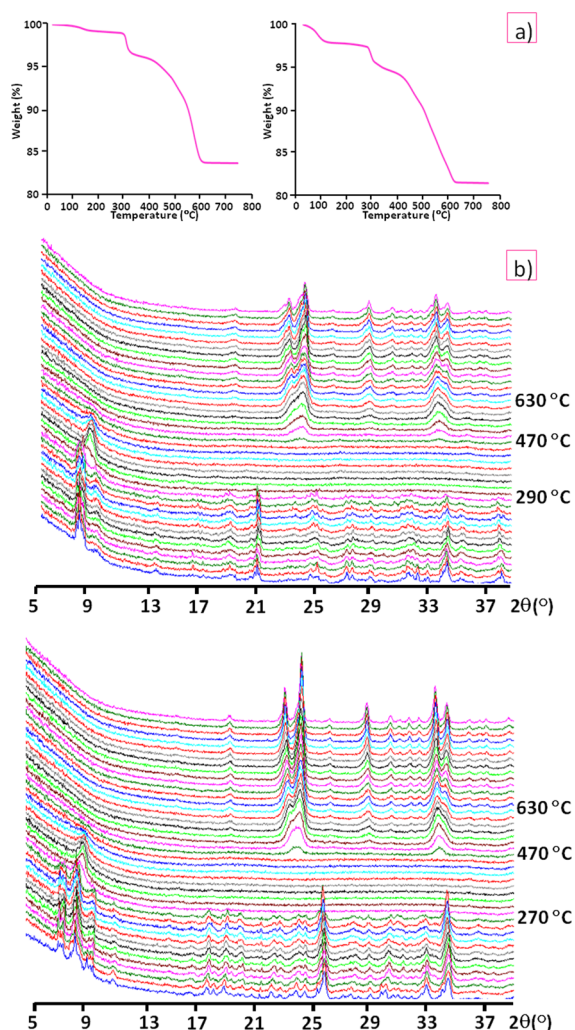 a)
100
95
90
85
80
Weight (%)
0 100 200 300 400 500 600 700 800
Temperature (°C)
100
95
90
85
80
Weight (%)
0 100 200 300 400 500 600 700 800
Temperature (°C)
b)
630 °C
470 °C
290 °C
5 9 13 17 21 25 29 33 37 2θ(°)
630 °C
470 °C
270 °C
5 9 13 17 21 25 29 33 37 2θ(°)